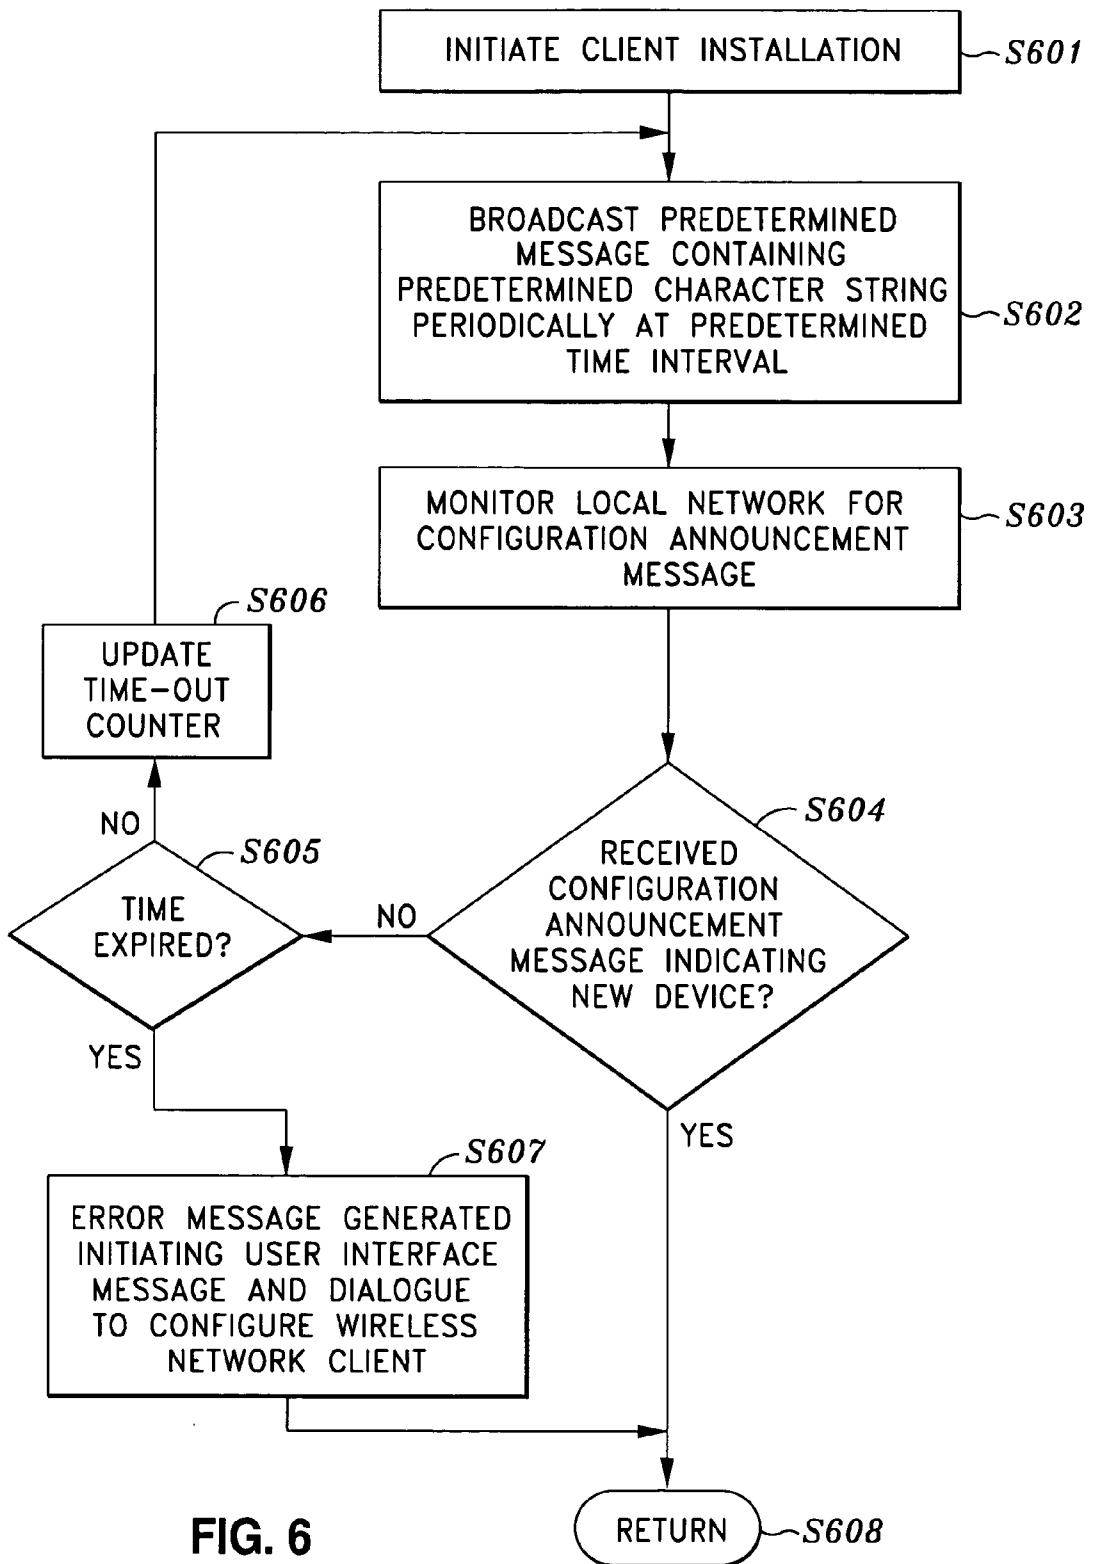 INITIATE CLIENT INSTALLATION
S601
BROADCAST PREDETERMINED
MESSAGE CONTAINING
PREDETERMINED CHARACTER STRING
PERIODICALLY AT PREDETERMINED
TIME INTERVAL
S602
MONITOR LOCAL NETWORK FOR
CONFIGURATION ANNOUNCEMENT
MESSAGE
S603
S606
UPDATE
TIME-OUT
COUNTER
NO
S605
TIME
EXPIRED?
NO
S604
RECEIVED
CONFIGURATION
ANNOUNCEMENT
MESSAGE INDICATING
NEW DEVICE?
YES
YES
S607
ERROR MESSAGE GENERATED
INITIATING USER INTERFACE
MESSAGE AND DIALOGUE
TO CONFIGURE WIRELESS
NETWORK CLIENT
RETURN
S608
FIG. 6